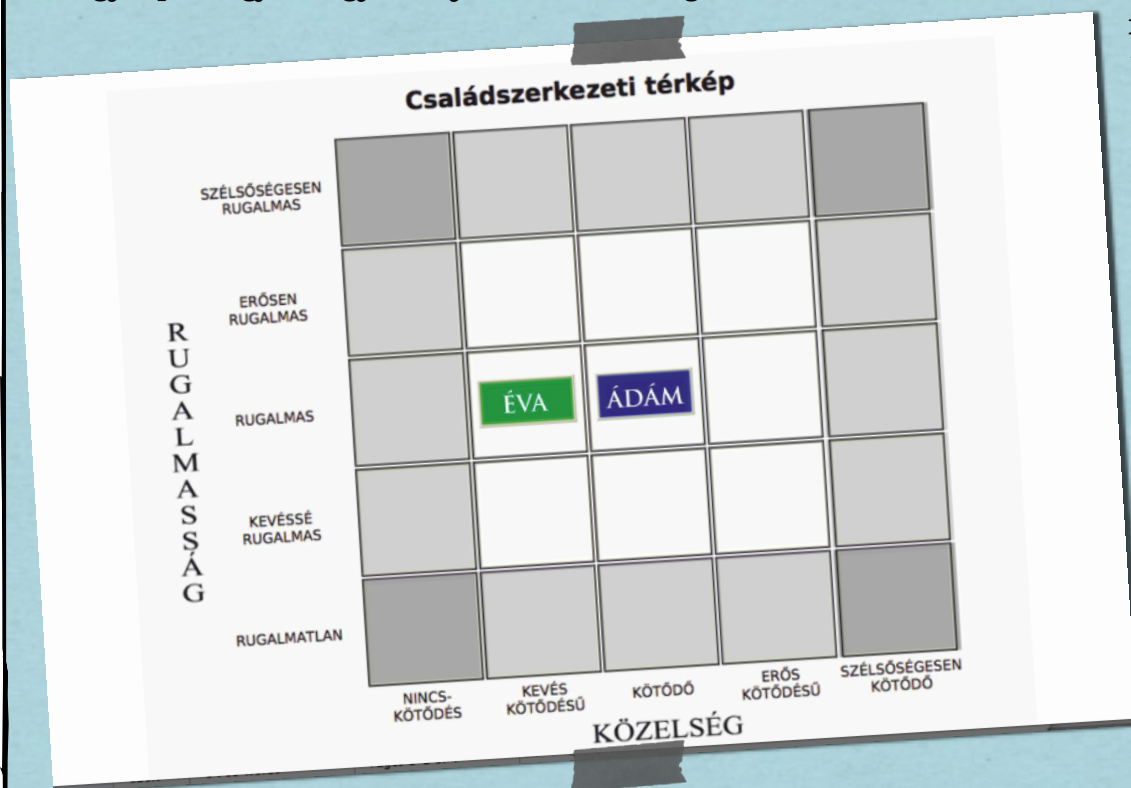 Családszerkezeti térkép
SZÉLSŐSÉGESEN
RUGALMAS
ERŐSEN
RUGALMAS
RUGALMASSÁG
RUGALMAS
ÉVA
ÁDÁM
KEVÉSSÉ
RUGALMAS
RUGALMATLAN
NINCS-
KÖTŐDÉS
KEVÉS
KÖTŐDÉSŰ
KÖTŐDŐ
ERŐS
KÖTŐDÉSŰ
SZÉLSŐSÉGESEN
KÖTŐDŐ
KÖZELSÉG